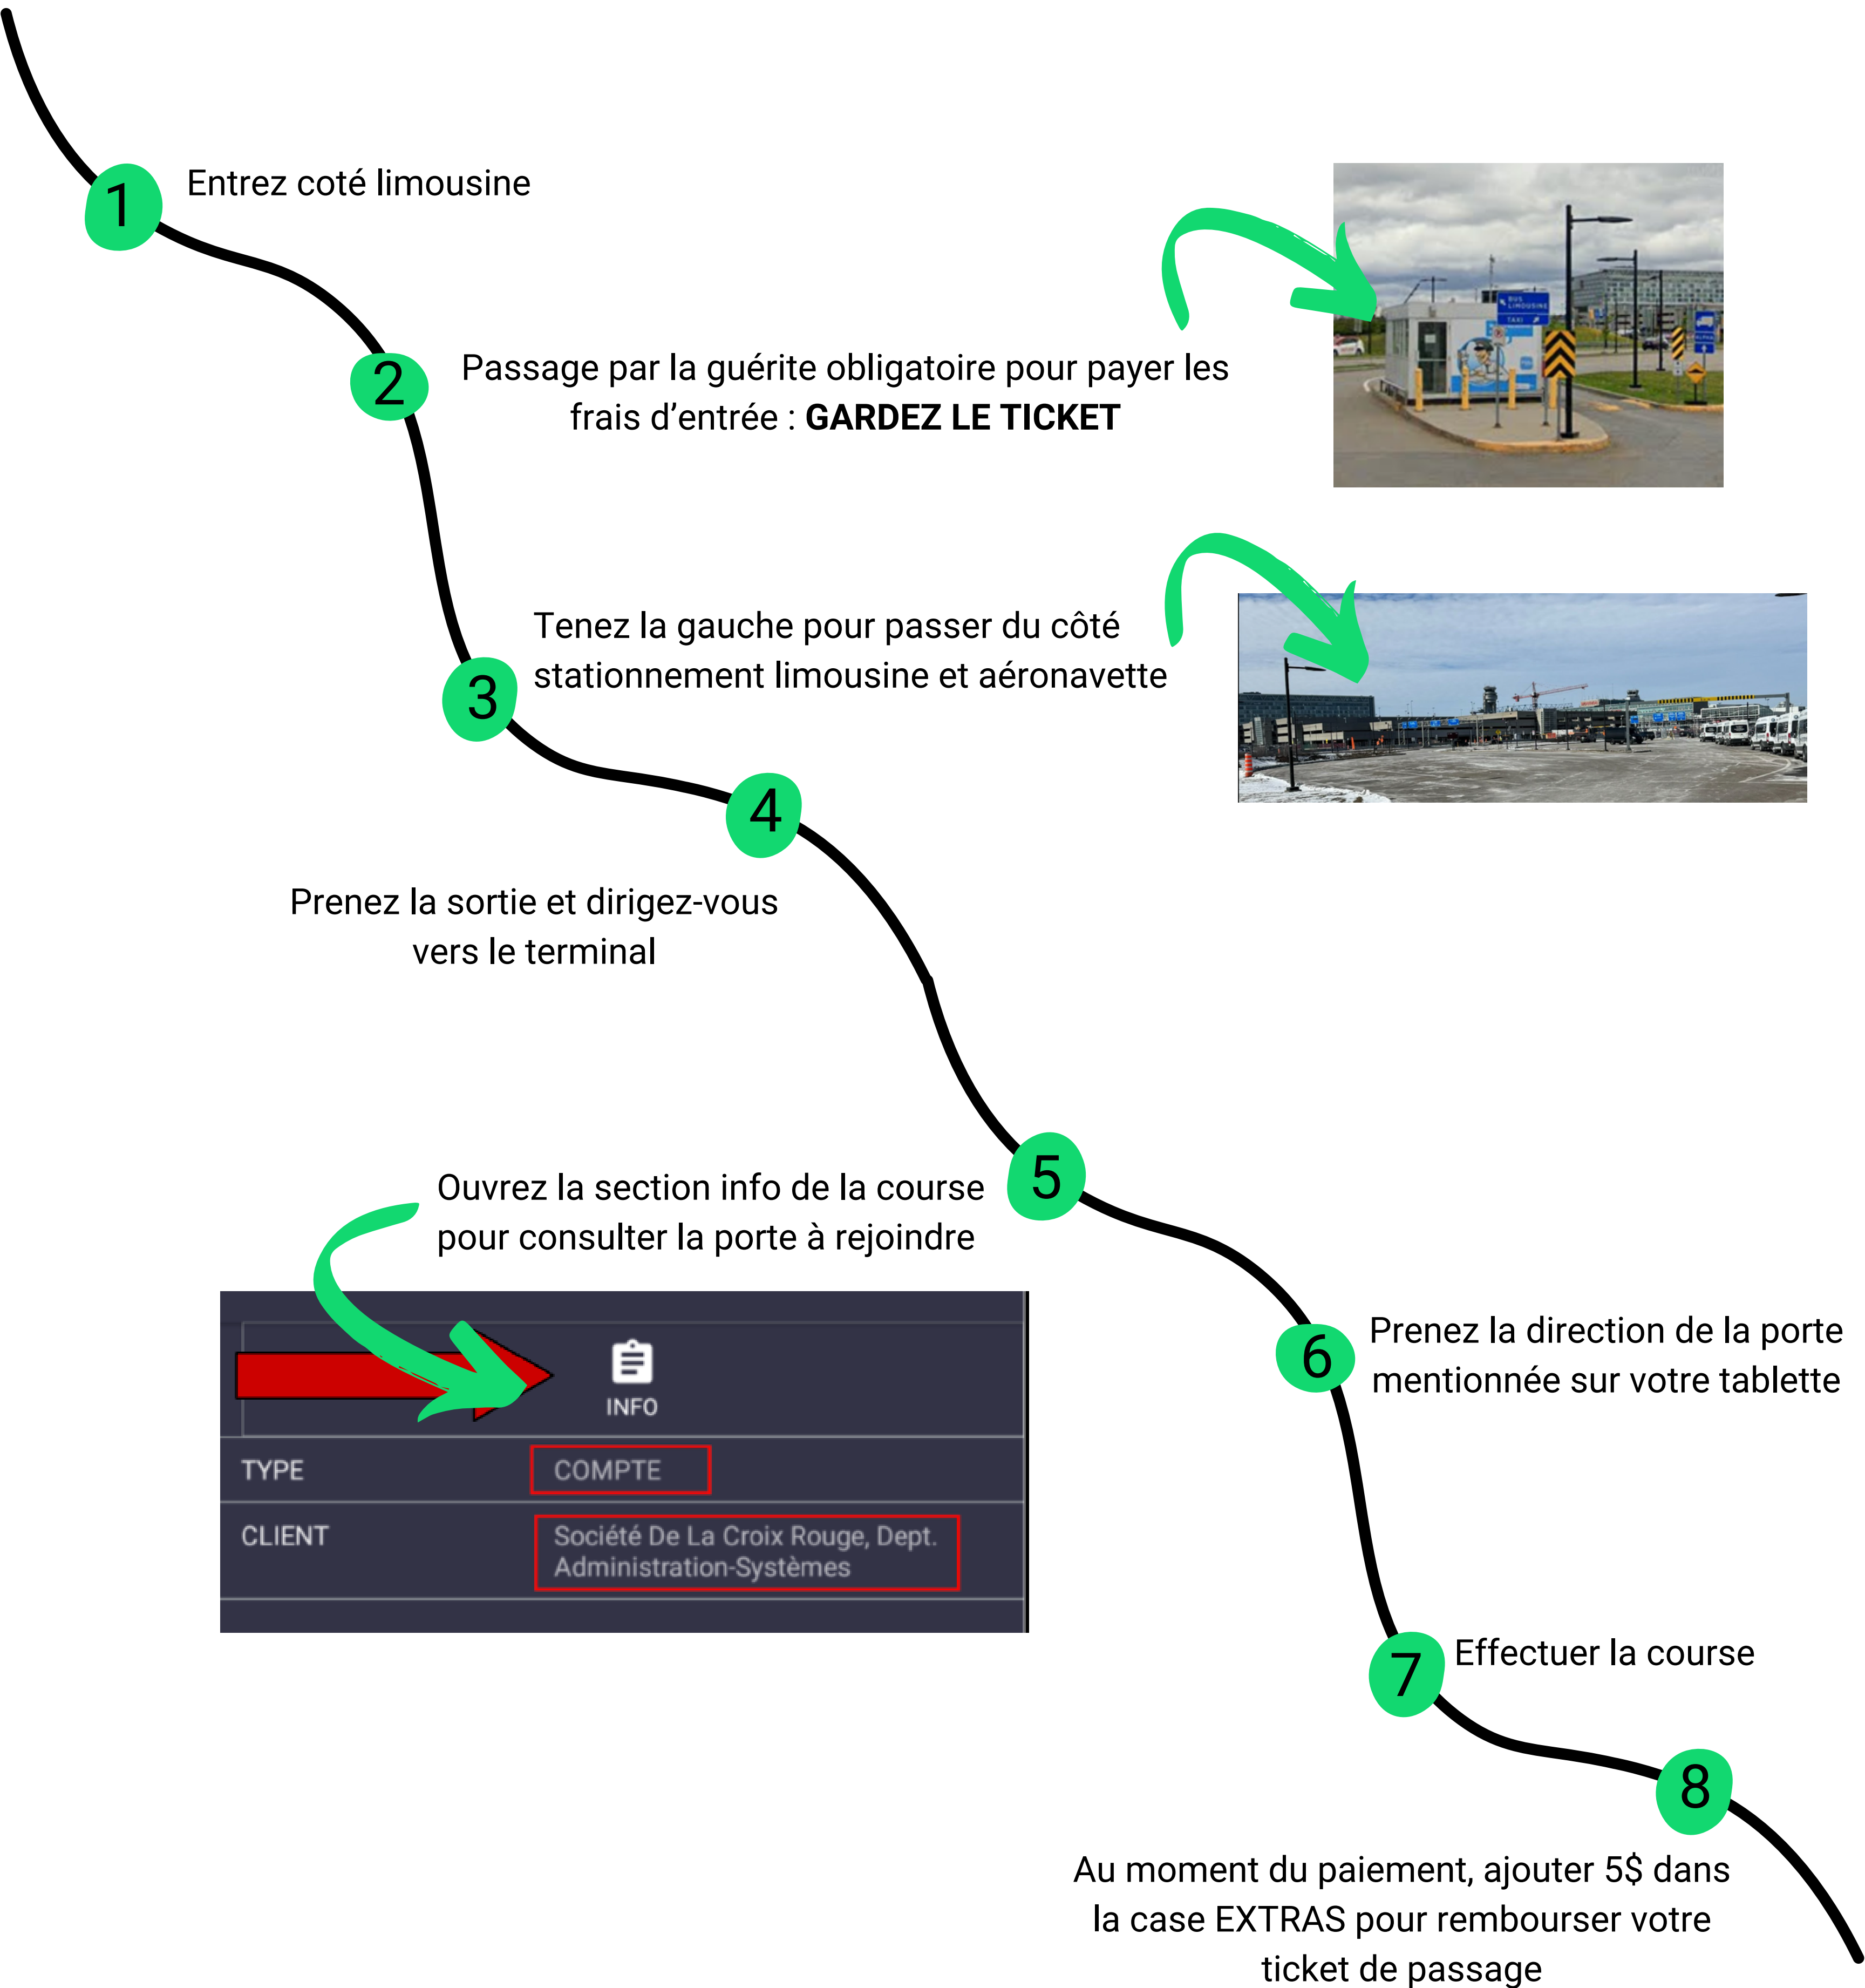 1
Entrez coté limousine
2
Passage par la guérite obligatoire pour payer les
frais d'entrée : GARDEZ LE TICKET
BUS
LIMOUSINE
TAXI
3
Tenez la gauche pour passer du côté
stationnement limousine et aéronavette
4
Prenez la sortie et dirigez-vous
vers le terminal
5
Ouvrez la section info de la course
pour consulter la porte à rejoindre
INFO
TYPE
COMPTE
CLIENT
Société De La Croix Rouge, Dept.
Administration-Systèmes
6
Prenez la direction de la porte
mentionnée sur votre tablette
7
Effectuer la course
8
Au moment du paiement, ajouter 5$ dans
la case EXTRAS pour rembourser votre
ticket de passage